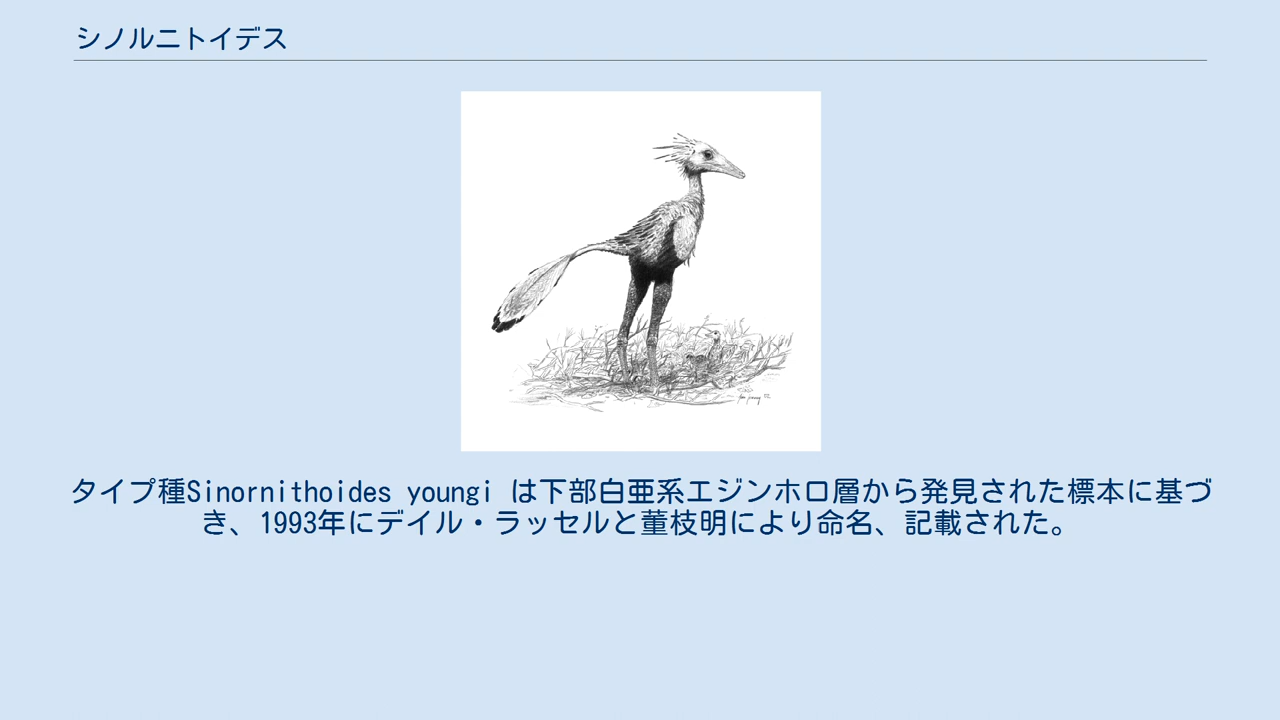 シノルニトイデス
タイプ種Sinornithoides youngi は下部白亜系エジンホロ層から発見された標本に基づ
き、1993年にデイル・ラッセルと董枝明により命名、記載された。